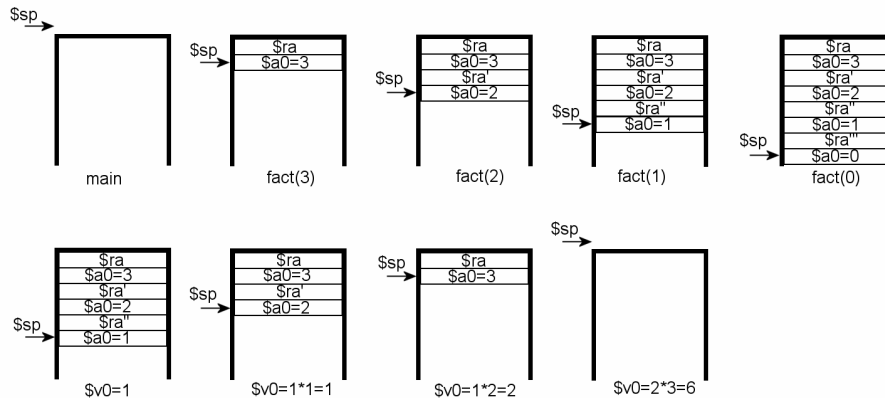 $sp
$sp
$ra
$a0=3
$sp
$ra
$a0=3
$ra'
$a0=2
$sp
$ra
$a0=3
$ra'
$a0=2
$ra"
$a0=1
$sp
$ra
$a0=3
$ra'
$a0=2
$ra"
$a0=1
$ra'"
$a0=0
main
fact(3)
fact(2)
fact(1)
fact(0)
$sp
$ra
$a0=3
$ra'
$a0=2
$ra"
$a0=1
$sp
$ra
$a0=3
$ra'
$a0=2
$sp
$ra
$a0=3
$sp
$v0=1
$v0=1*1=1
$v0=1*2=2
$v0=2*3=6